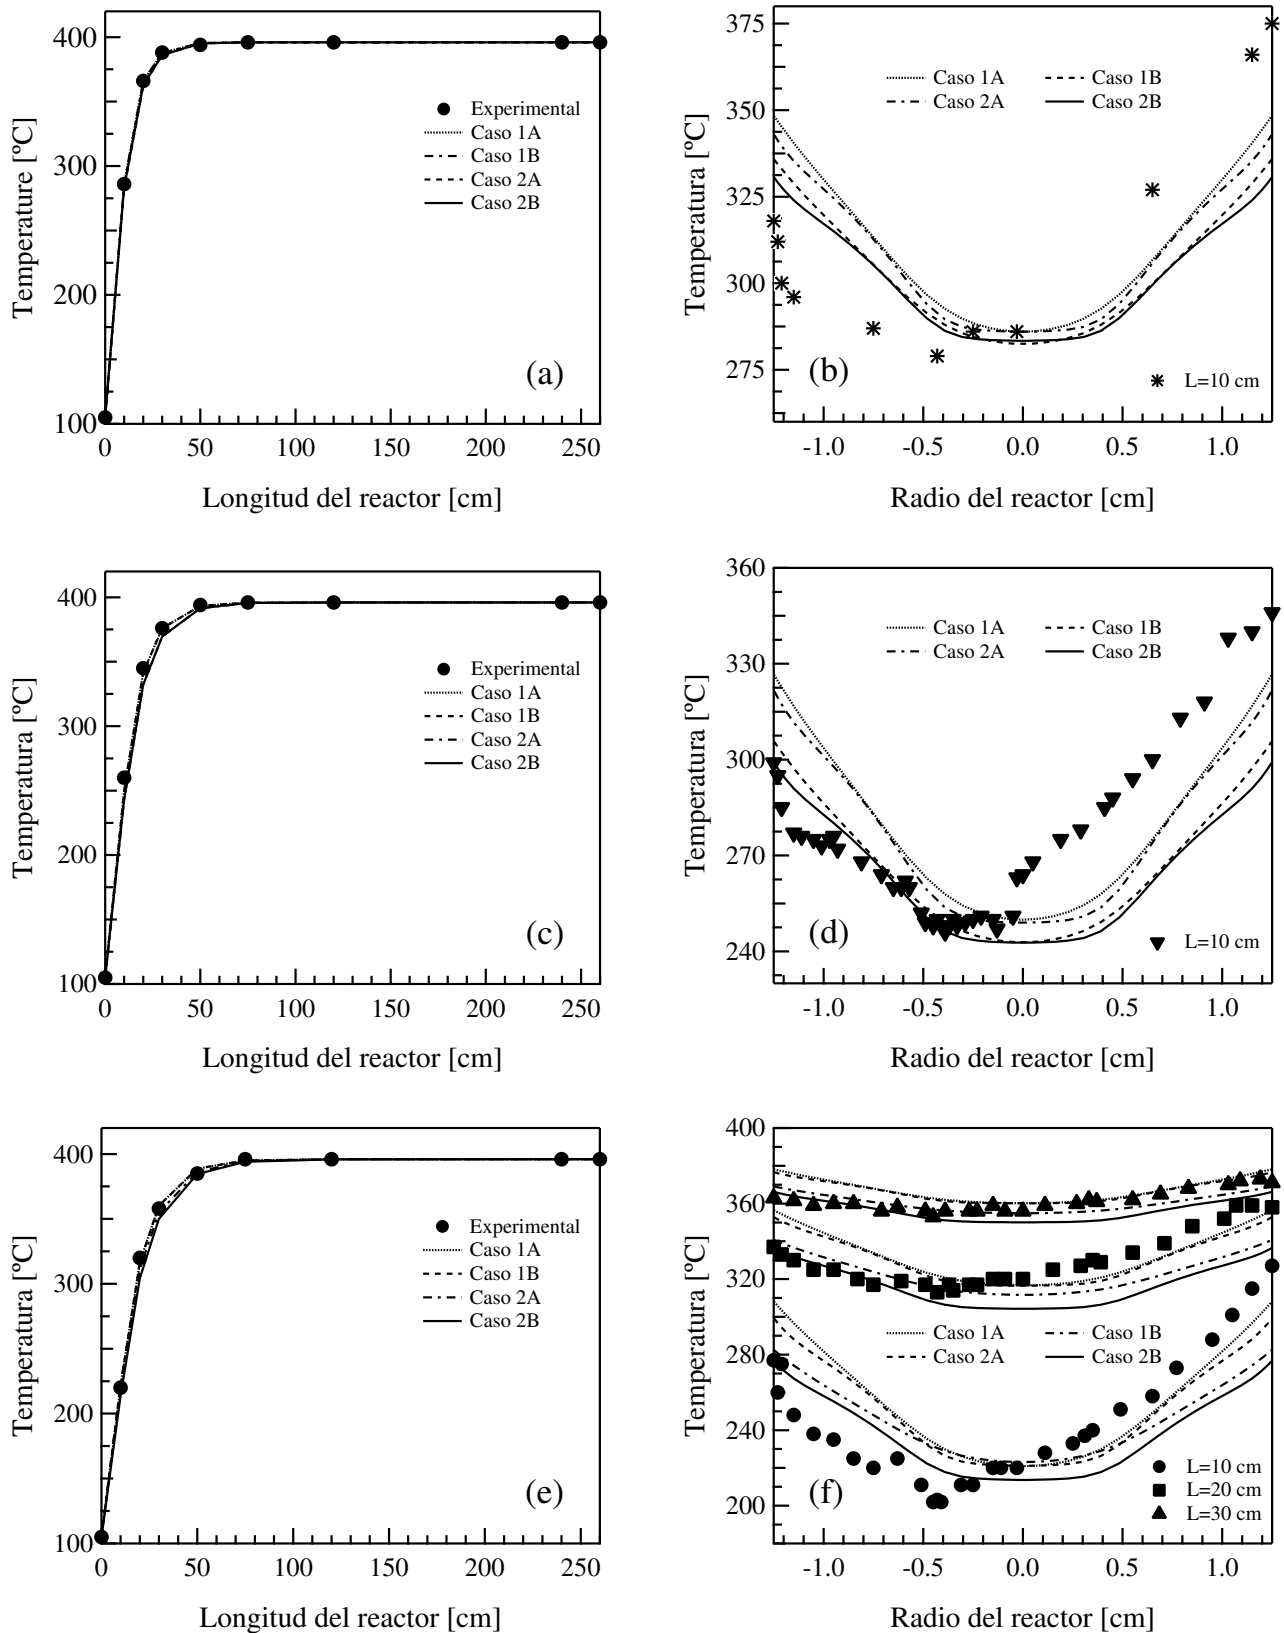 400
300
200
100
Temperature [ºC]
Experimental
Caso 1A
Caso 1B
Caso 2A
Caso 2B
(a)
0 50 100 150 200 250
Longitud del reactor [cm]
375
350
325
300
275
Temperatura [ºC]
Caso 1A Caso 1B
Caso 2A Caso 2B
(b)
L=10 cm
-1.0 -0.5 0.0 0.5 1.0
Radio del reactor [cm]
400
300
200
100
Temperatura [ºC]
Experimental
Caso 1A
Caso 1B
Caso 2A
Caso 2B
(c)
0 50 100 150 200 250
Longitud del reactor [cm]
360
330
300
270
240
Temperatura [ºC]
Caso 1A Caso 1B
Caso 2A Caso 2B
(d)
L=10 cm
-1.0 -0.5 0.0 0.5 1.0
Radio del reactor [cm]
400
300
200
100
Temperatura [ºC]
Experimental
Caso 1A
Caso 1B
Caso 2A
Caso 2B
(e)
0 50 100 150 200 250
Longitud del reactor [cm]
400
360
320
280
240
200
Temperatura [ºC]
Caso 1A Caso 1B
Caso 2A Caso 2B
(f)
L=10 cm
L=20 cm
L=30 cm
-1.0 -0.5 0.0 0.5 1.0
Radio del reactor [cm]